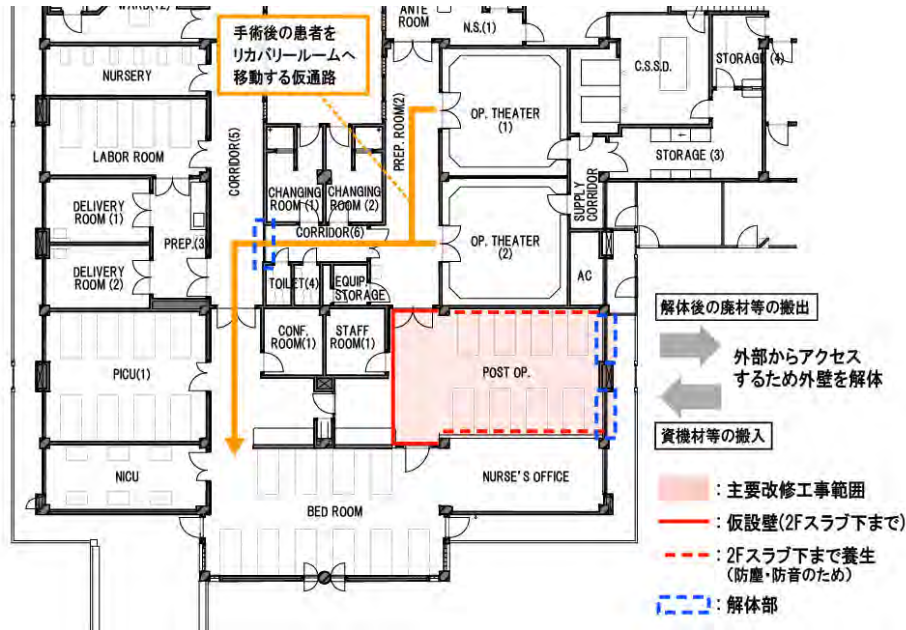 WARD(12)
ANTE
ROOM
N.S.(1)
手術後の患者を
リカバリールームへ
移動する仮通路
NURSERY
C.S.S.D.
STORAGE (4)
OP. THEATER
(1)
PREP. ROOM(2)
LABOR ROOM
CORRIDOR(5)
STORAGE (3)
CHANGING
ROOM (1)
CHANGING
ROOM (2)
SUPPLY
CORRIDOR
DELIVERY
ROOM (1)
PREP.(3
CORRIDOR(6)
OP. THEATER
(2)
DELIVERY
ROOM (2)
TOILET(4)
EQUIP.
STORAGE
AC
解体後の廃材等の搬出
CONF.
ROOM(1)
STAFF
ROOM(1)
外部からアクセス
するため外壁を解体
PICU(1)
POST OP.
資機材等の搬入
NICU
NURSE'S OFFICE
BED ROOM
：主要改修工事範囲
：仮設壁(2Fスラブ下まで)
：2Fスラブ下まで養生
（防塵・防音のため）
：解体部